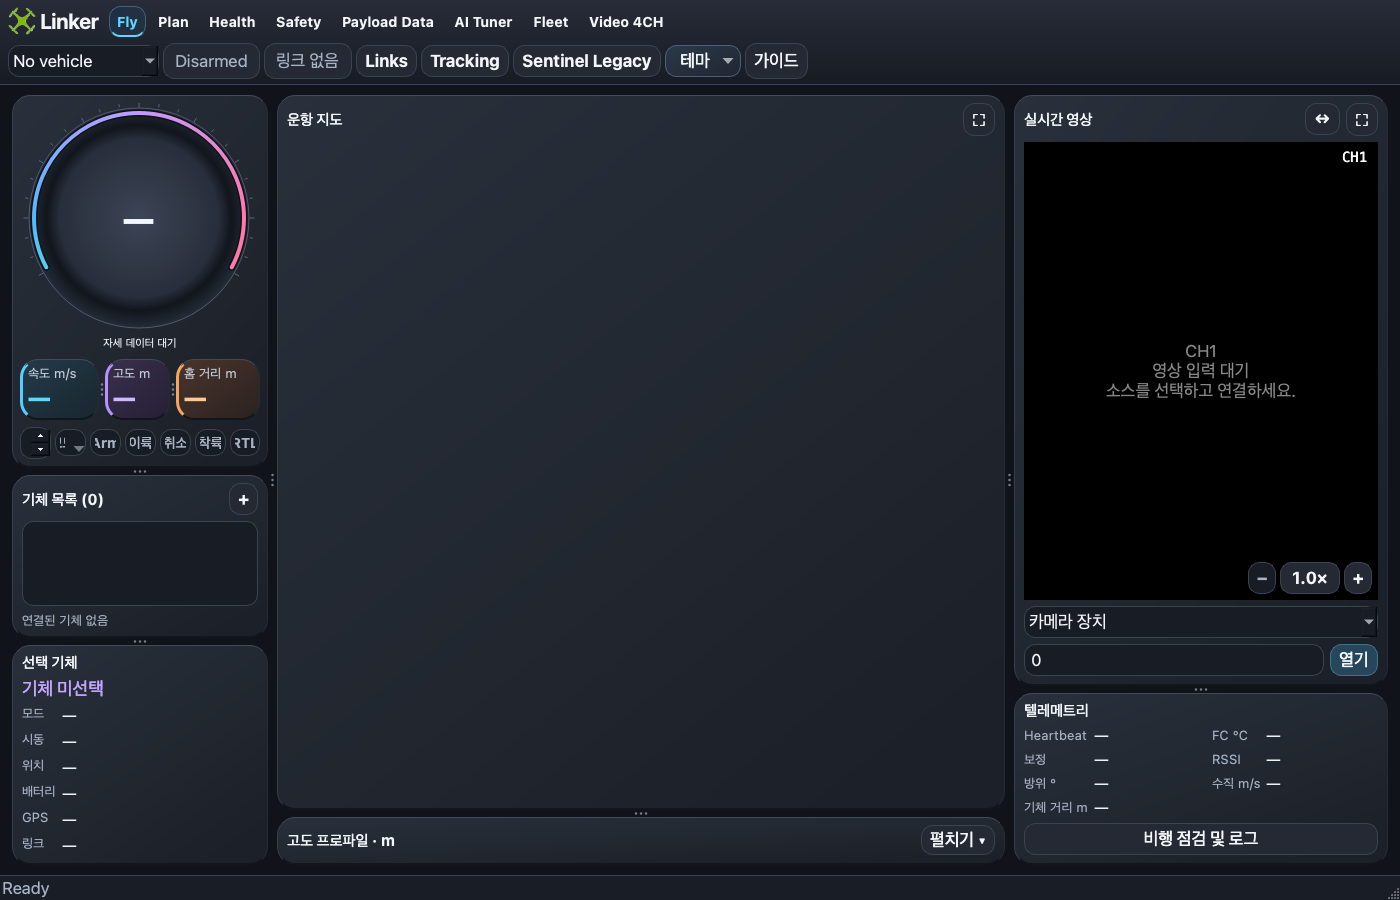 Linker Fly Plan Health Safety Payload Data AI Tuner Fleet Video 4CH
No vehicle Disarmed 링크 없음 Links Tracking Sentinel Legacy 테마 가이드
—
자세 데이터 대기
속도 m/s 고도 m 홈 거리 m
— — —
!! Arm 이륙 취소 착륙 RTL
기체 목록 (0) +
연결된 기체 없음
선택 기체
기체 미선택
모드 —
시동 —
위치 —
배터리 —
GPS —
링크 —
운항 지도
고도 프로파일 · m 펼치기 ▾
실시간 영상
CH1
CH1
영상 입력 대기
소스를 선택하고 연결하세요.
− 1.0× +
카메라 장치
0 열기
텔레메트리
Heartbeat — FC °C —
보정 — RSSI —
방위 ° — 수직 m/s —
기체 거리 m —
비행 점검 및 로그
Ready